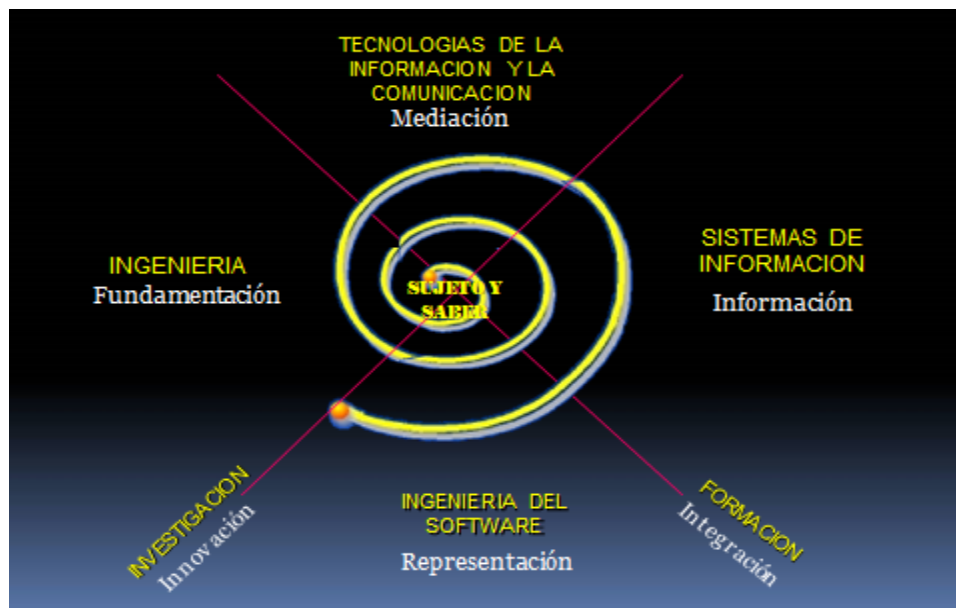 TECNOLOGIAS DE LA
INFORMACION Y LA
COMUNICACION
Mediación
INGENIERIA
Fundamentación
SUJETO Y
SABER
SISTEMAS DE
INFORMACION
Información
INVESTIGACION
Innovación
INGENIERIA DEL
SOFTWARE
Representación
FORMACION
Integración